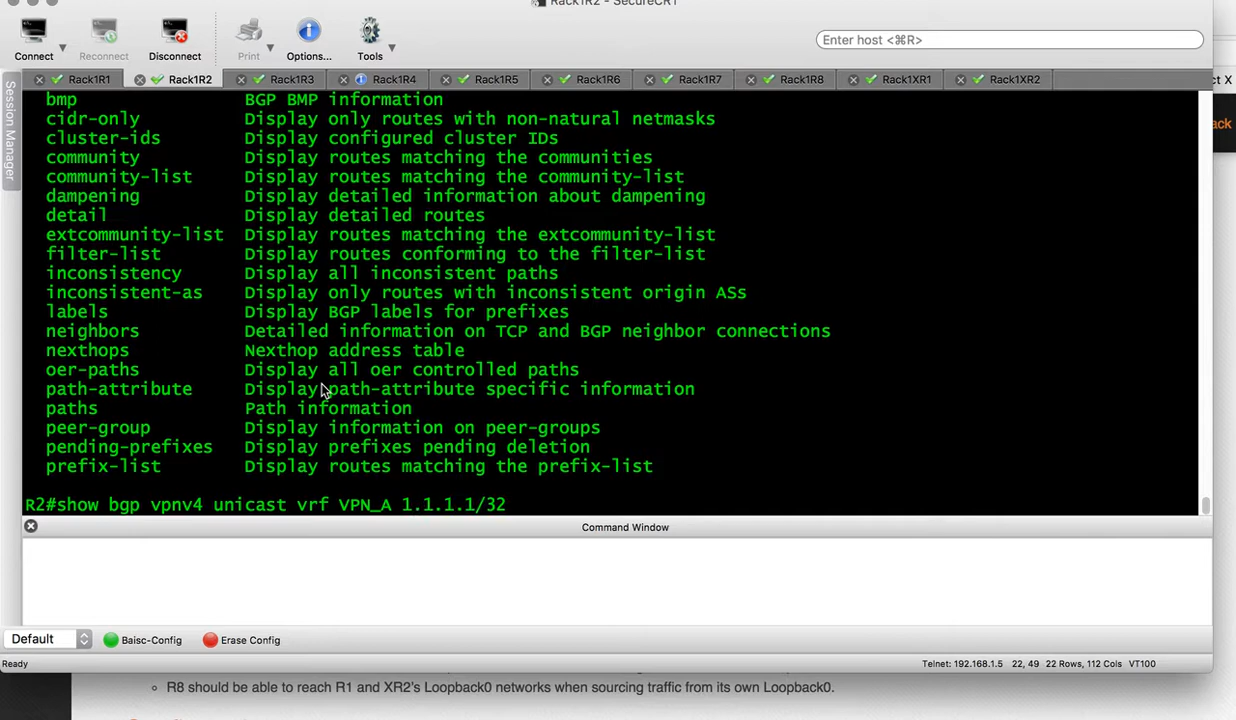 Rack1R2 - SecureCRT
Connect Reconnect Disconnect Print Options... Tools
Enter host <⌘R>
Rack1R1 Rack1R2 Rack1R3 Rack1R4 Rack1R5 Rack1R6 Rack1R7 Rack1R8 Rack1XR1 Rack1XR2
ct X
ack
Session Manager
bmp BGP BMP information
cidr-only Display only routes with non-natural netmasks
cluster-ids Display configured cluster IDs
community Display routes matching the communities
community-list Display routes matching the community-list
dampening Display detailed information about dampening
detail Display detailed routes
extcommunity-list Display routes matching the extcommunity-list
filter-list Display routes conforming to the filter-list
inconsistency Display all inconsistent paths
inconsistent-as Display only routes with inconsistent origin ASs
labels Display BGP labels for prefixes
neighbors Detailed information on TCP and BGP neighbor connections
nexthops Nexthop address table
oer-paths Display all oer controlled paths
path-attribute Display path-attribute specific information
paths Path information
peer-group Display information on peer-groups
pending-prefixes Display prefixes pending deletion
prefix-list Display routes matching the prefix-list
R2#show bgp vpnv4 unicast vrf VPN_A 1.1.1.1/32
Command Window
Default Baisc-Config Erase Config
Ready Telnet: 192.168.1.5 22, 49 22 Rows, 112 Cols VT100
R8 should be able to reach R1 and XR2's Loopback0 networks when sourcing traffic from its own Loopback0.